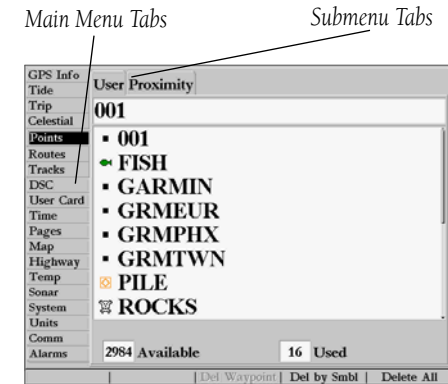 Main Menu Tabs
Submenu Tabs
GPS Info
Tide
Trip
Celestial
Points
Routes
Tracks
DSC
User Card
Time
Pages
Map
Highway
Temp
Sonar
System
Units
Comm
Alarms
User Proximity
001
001
FISH
GARMIN
GRMEUR
GRMPHX
GRMTWN
PILE
ROCKS
2984 Available 16 Used
Del Waypoint Del by Smbl Delete All